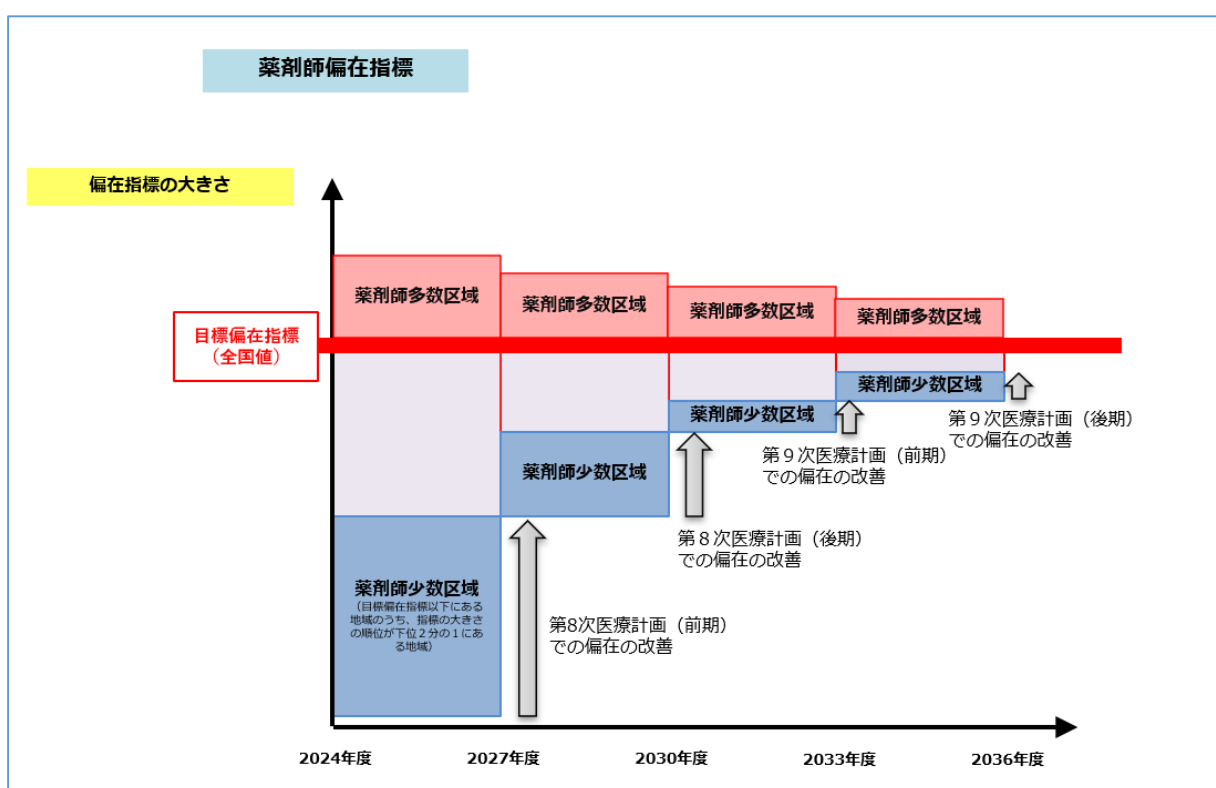 薬剤師偏在指標
偏在指標の大きさ
薬剤師多数区域
薬剤師多数区域
薬剤師多数区域
薬剤師多数区域
目標偏在指標
（全国値）
薬剤師少数区域
薬剤師少数区域
第９次医療計画（後期）
での偏在の改善
第９次医療計画（前期）
での偏在の改善
薬剤師少数区域
第８次医療計画（後期）
での偏在の改善
薬剤師少数区域
（目標偏在指標以下にある
地域のうち、指標の大きさ
の順位が下位２分の１にあ
る地域）
第8次医療計画（前期）
での偏在の改善
2024年度
2027年度
2030年度
2033年度
2036年度